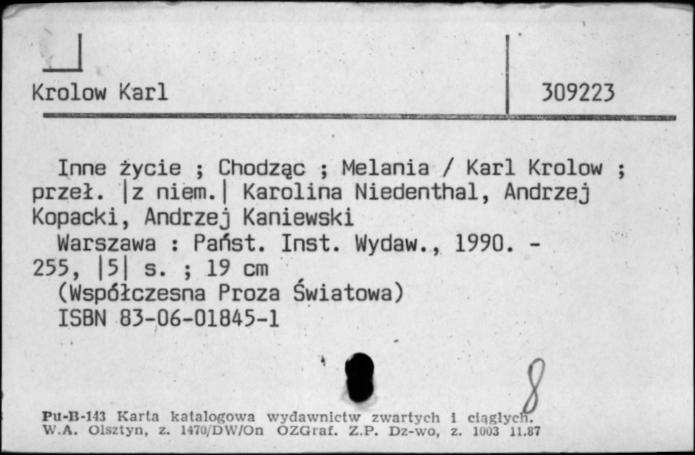 Krolow Karl 309223
Inne życie ; Chodząc ; Melania / Karl Krolow ;
przeł. |z niem.| Karolina Niedenthal, Andrzej
Kopacki, Andrzej Kaniewski
Warszawa : Państ. Inst. Wydaw., 1990. -
255, |5| s. ; 19 cm
(Współczesna Proza Światowa)
ISBN 83-06-01845-1
8
Pu-B-143 Karta katalogowa wydawnictw zwartych i ciągłych.
W.A. Olsztyn, z. 1470/DW/On OZGraf. Z.P. Dz-wo, z. 1003 11.87